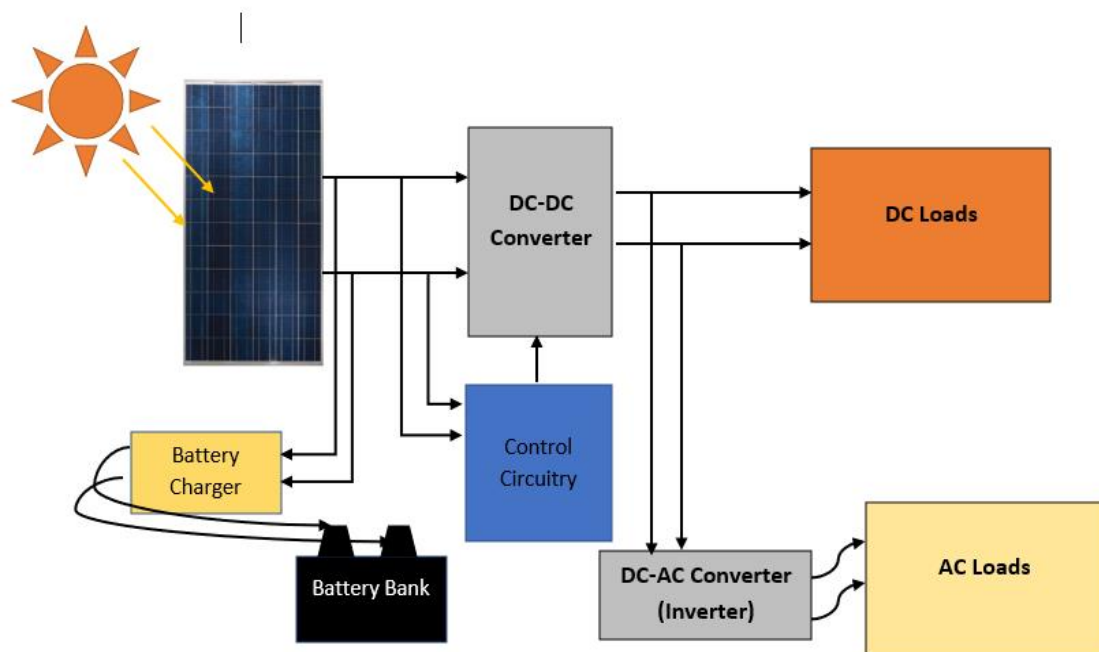 DC-DC
Converter
DC Loads
Control
Circuitry
Battery
Charger
Battery Bank
DC-AC Converter
(Inverter)
AC Loads